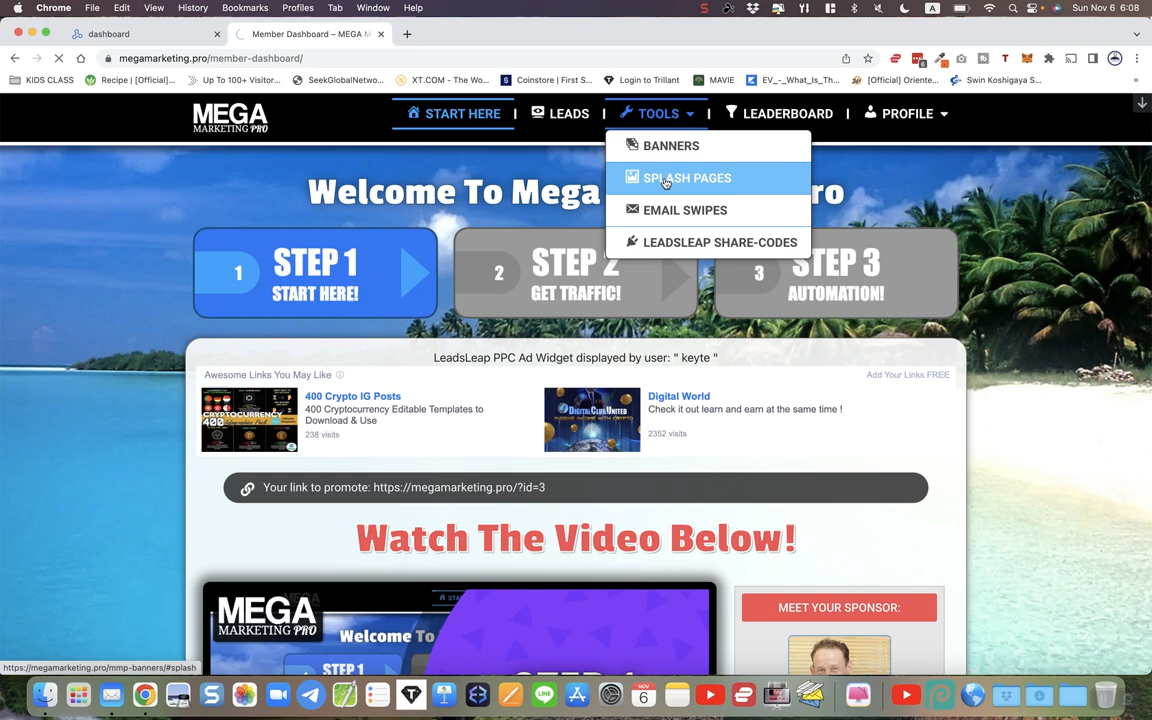 Chrome File Edit View History Bookmarks Profiles Tab Window Help
A Sun Nov 6 6:08
dashboard
Member Dashboard – MEGA M
megamarketing.pro/member-dashboard/
KIDS CLASS Recipe | [Official]... Up To 100+ Visitor... SeekGlobalNetwo... XT.COM - The Wo... Coinstore | First S... Login to Trillant MAVIE EV_-_What_Is_Th... [Official] Oriente... Swin Koshigaya S... »
MEGA
MARKETING PRO
START HERE | LEADS | TOOLS | LEADERBOARD | PROFILE
BANNERS
SPLASH PAGES
EMAIL SWIPES
LEADSLEAP SHARE-CODES
Welcome To Mega ro
1 STEP 1
START HERE!
2 STEP 2
GET TRAFFIC!
3 STEP 3
AUTOMATION!
LeadsLeap PPC Ad Widget displayed by user: " keyte "
Awesome Links You May Like
Add Your Links FREE
CRYPTOCURRENCY
400
400 Crypto IG Posts
400 Cryptocurrency Editable Templates to
Download & Use
238 visits
DIGITALCLUBUNITED
Digital World
Check it out learn and earn at the same time !
2352 visits
Your link to promote: https://megamarketing.pro/?id=3
Watch The Video Below!
MEGA
MARKETING PRO
Welcome To
STEP 1
MEET YOUR SPONSOR:
https://megamarketing.pro/mmp-banners/#splash
NOV
6